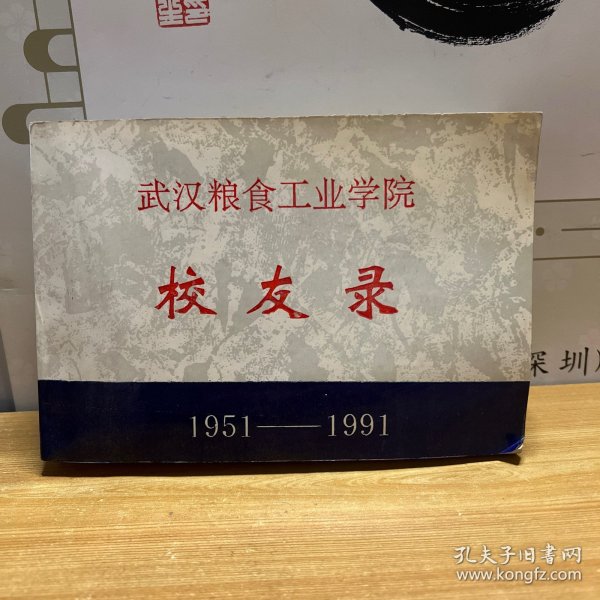 武汉粮食工业学院
校友录
1951——1991
深圳
孔夫子旧书网
www.kongfz.com